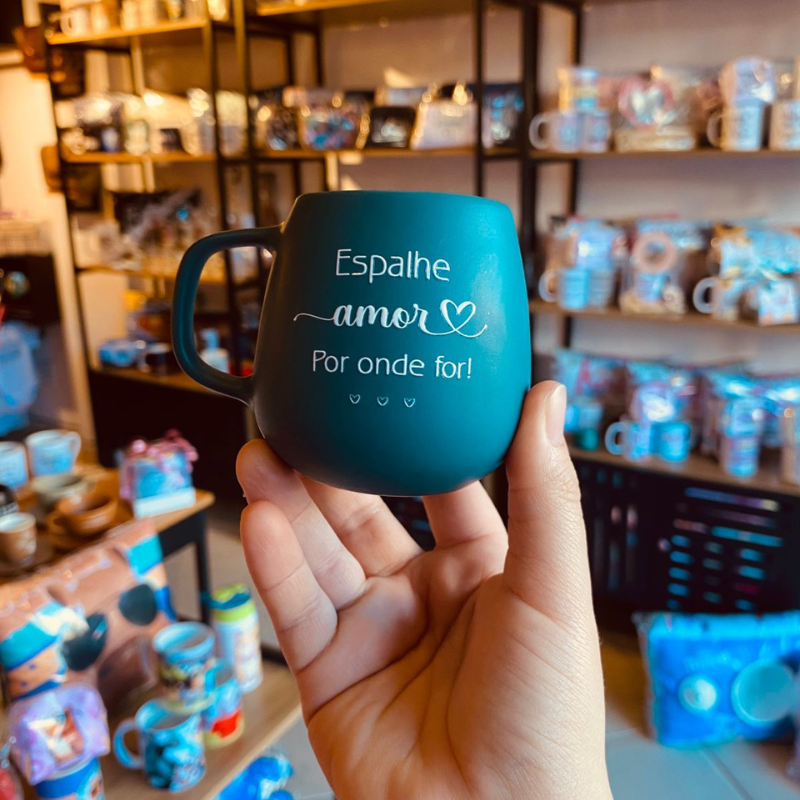 Espalhe
amor
Por onde for!